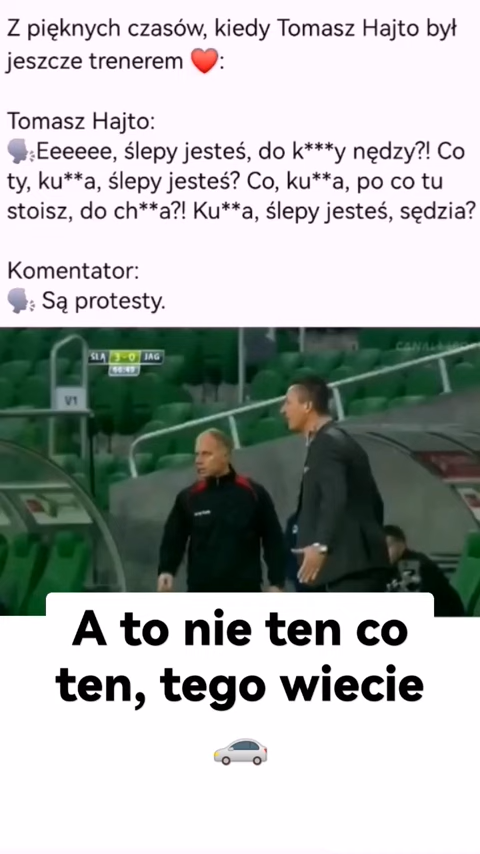 Z pięknych czasów, kiedy Tomasz Hajto był
jeszcze trenerem ❤️:
Tomasz Hajto:
🗣️Eeeeee, ślepy jesteś, do k***y nędzy?! Co
ty, ku**a, ślepy jesteś? Co, ku**a, po co tu
stoisz, do ch**a?! Ku**a, ślepy jesteś, sędzia?
Komentator:
🗣️ Są protesty.
CANAL+
ŚLĄ 3-0 JAG
V1
A to nie ten co
ten, tego wiecie
🚗